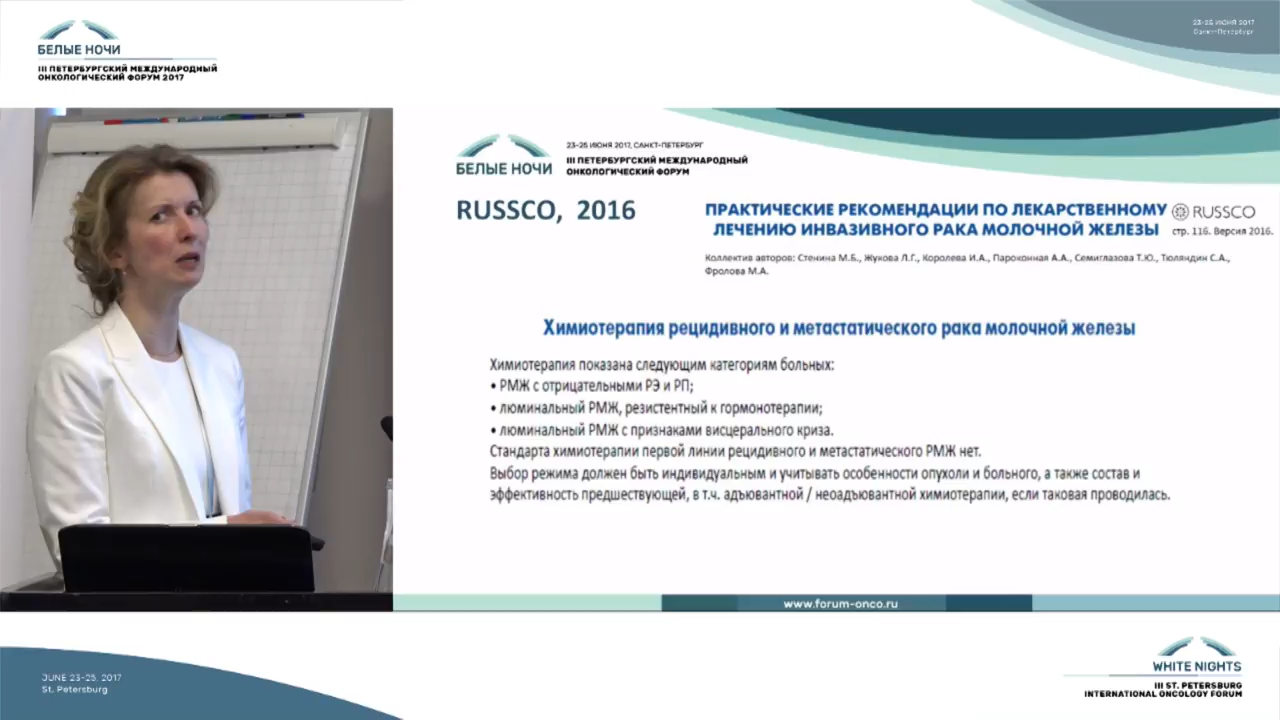 БЕЛЫЕ НОЧИ
III ПЕТЕРБУРГСКИЙ МЕЖДУНАРОДНЫЙ
ОНКОЛОГИЧЕСКИЙ ФОРУМ 2017
23-25 ИЮНЯ 2017
Санкт-Петербург
БЕЛЫЕ НОЧИ
23-25 ИЮНЯ 2017, САНКТ-ПЕТЕРБУРГ
III ПЕТЕРБУРГСКИЙ МЕЖДУНАРОДНЫЙ
ОНКОЛОГИЧЕСКИЙ ФОРУМ
RUSSCO, 2016
ПРАКТИЧЕСКИЕ РЕКОМЕНДАЦИИ ПО ЛЕКАРСТВЕННОМУ
ЛЕЧЕНИЮ ИНВАЗИВНОГО РАКА МОЛОЧНОЙ ЖЕЛЕЗЫ
RUSSCO
стр. 116. Версия 2016.
Коллектив авторов: Стенина М.Б., Жукова Л.Г., Королева И.А., Пароконная А.А., Семиглазова Т.Ю., Тюляндин С.А.,
Фролова М.А.
Химиотерапия рецидивного и метастатического рака молочной железы
Химиотерапия показана следующим категориям больных:
• РМЖ с отрицательными РЭ и РП;
• люминальный РМЖ, резистентный к гормонотерапии;
• люминальный РМЖ с признаками висцерального криза.
Стандарта химиотерапии первой линии рецидивного и метастатического РМЖ нет.
Выбор режима должен быть индивидуальным и учитывать особенности опухоли и больного, а также состав и
эффективность предшествующей, в т.ч. адъювантной / неоадъювантной химиотерапии, если таковая проводилась.
www.forum-onco.ru
JUNE 23-25, 2017
St. Petersburg
WHITE NIGHTS
III ST. PETERSBURG
INTERNATIONAL ONCOLOGY FORUM